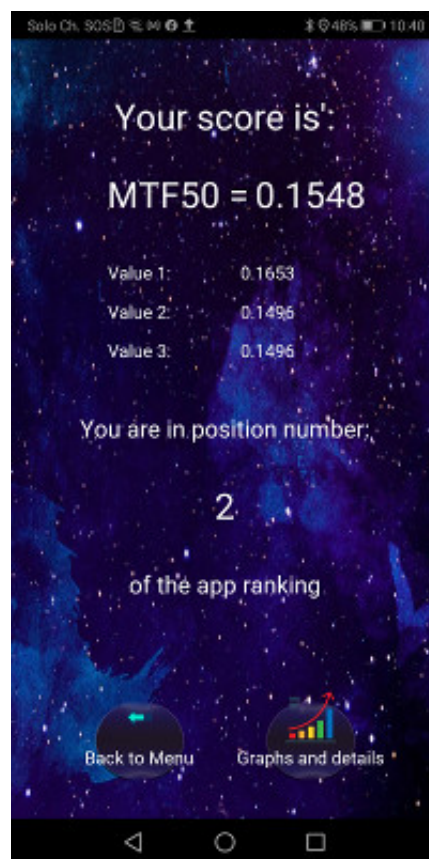 Solo Ch. SOS 48% 10:40
Your score is':
MTF50 = 0.1548
Value 1: 0.1653
Value 2: 0.1496
Value 3: 0.1496
You are in position number:
2
of the app ranking
Back to Menu Graphs and details